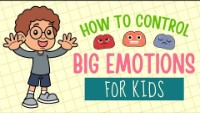 HOW TO CONTROL
BIG EMOTIONS
FOR KIDS